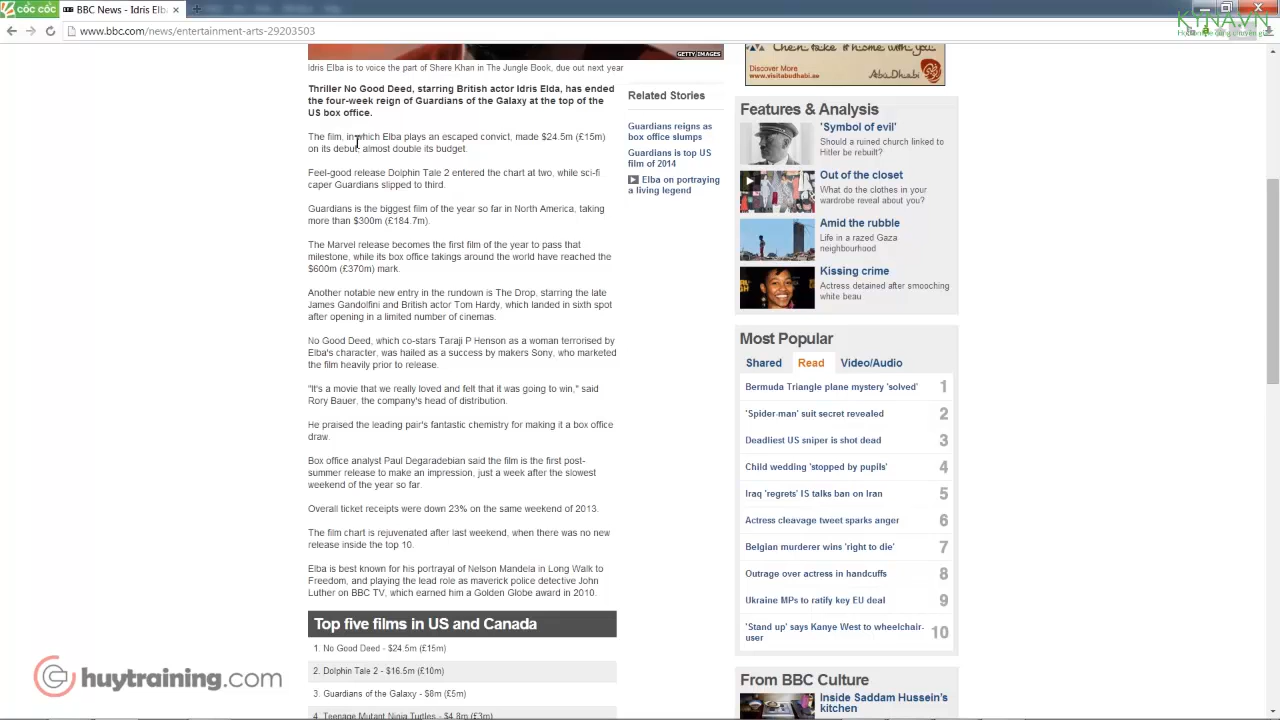 cốc cốc
BBC News - Idris Elb
www.bbc.com/news/entertainment-arts-29203503
KYNA.VN
GETTY IMAGES
Idris Elba is to voice the part of Shere Khan in The Jungle Book, due out next year
Thriller No Good Deed, starring British actor Idris Elda, has ended
the four-week reign of Guardians of the Galaxy at the top of the
US box office.
The film, in which Elba plays an escaped convict, made $24.5m (£15m)
on its debut, almost double its budget.
Feel-good release Dolphin Tale 2 entered the chart at two, while sci-fi
caper Guardians slipped to third.
Guardians is the biggest film of the year so far in North America, taking
more than $300m (£184.7m).
The Marvel release becomes the first film of the year to pass that
milestone, while its box office takings around the world have reached the
$600m (£370m) mark.
Another notable new entry in the rundown is The Drop, starring the late
James Gandolfini and British actor Tom Hardy, which landed in sixth spot
after opening in a limited number of cinemas.
No Good Deed, which co-stars Taraji P Henson as a woman terrorised by
Elba's character, was hailed as a success by makers Sony, who marketed
the film heavily prior to release.
"It's a movie that we really loved and felt that it was going to win," said
Rory Bauer, the company's head of distribution.
He praised the leading pair's fantastic chemistry for making it a box office
draw.
Box office analyst Paul Degaradebian said the film is the first post-
summer release to make an impression, just a week after the slowest
weekend of the year so far.
Overall ticket receipts were down 23% on the same weekend of 2013.
The film chart is rejuvenated after last weekend, when there was no new
release inside the top 10.
Elba is best known for his portrayal of Nelson Mandela in Long Walk to
Freedom, and playing the lead role as maverick police detective John
Luther on BBC TV, which earned him a Golden Globe award in 2010.
Top five films in US and Canada
1. No Good Deed - $24.5m (£15m)
2. Dolphin Tale 2 - $16.5m (£10m)
3. Guardians of the Galaxy - $8m (£5m)
4. Teenage Mutant Ninja Turtles - $4.8m (£3m)
Related Stories
Guardians reigns as
box office slumps
Guardians is top US
film of 2014
Elba on portraying
a living legend
Then take it home with you
Discover More
www.visitabudhabi.ae
Abu Dhabi
Features & Analysis
'Symbol of evil'
Should a ruined church linked to
Hitler be rebuilt?
Out of the closet
What do the clothes in your
wardrobe reveal about you?
Amid the rubble
Life in a razed Gaza
neighbourhood
Kissing crime
Actress detained after smooching
white beau
Most Popular
Shared Read Video/Audio
Bermuda Triangle plane mystery 'solved' 1
'Spider-man' suit secret revealed 2
Deadliest US sniper is shot dead 3
Child wedding 'stopped by pupils' 4
Iraq 'regrets' IS talks ban on Iran 5
Actress cleavage tweet sparks anger 6
Belgian murderer wins 'right to die' 7
Outrage over actress in handcuffs 8
Ukraine MPs to ratify key EU deal 9
'Stand up' says Kanye West to wheelchair-
user 10
From BBC Culture
Inside Saddam Hussein's
kitchen
huytraining.com